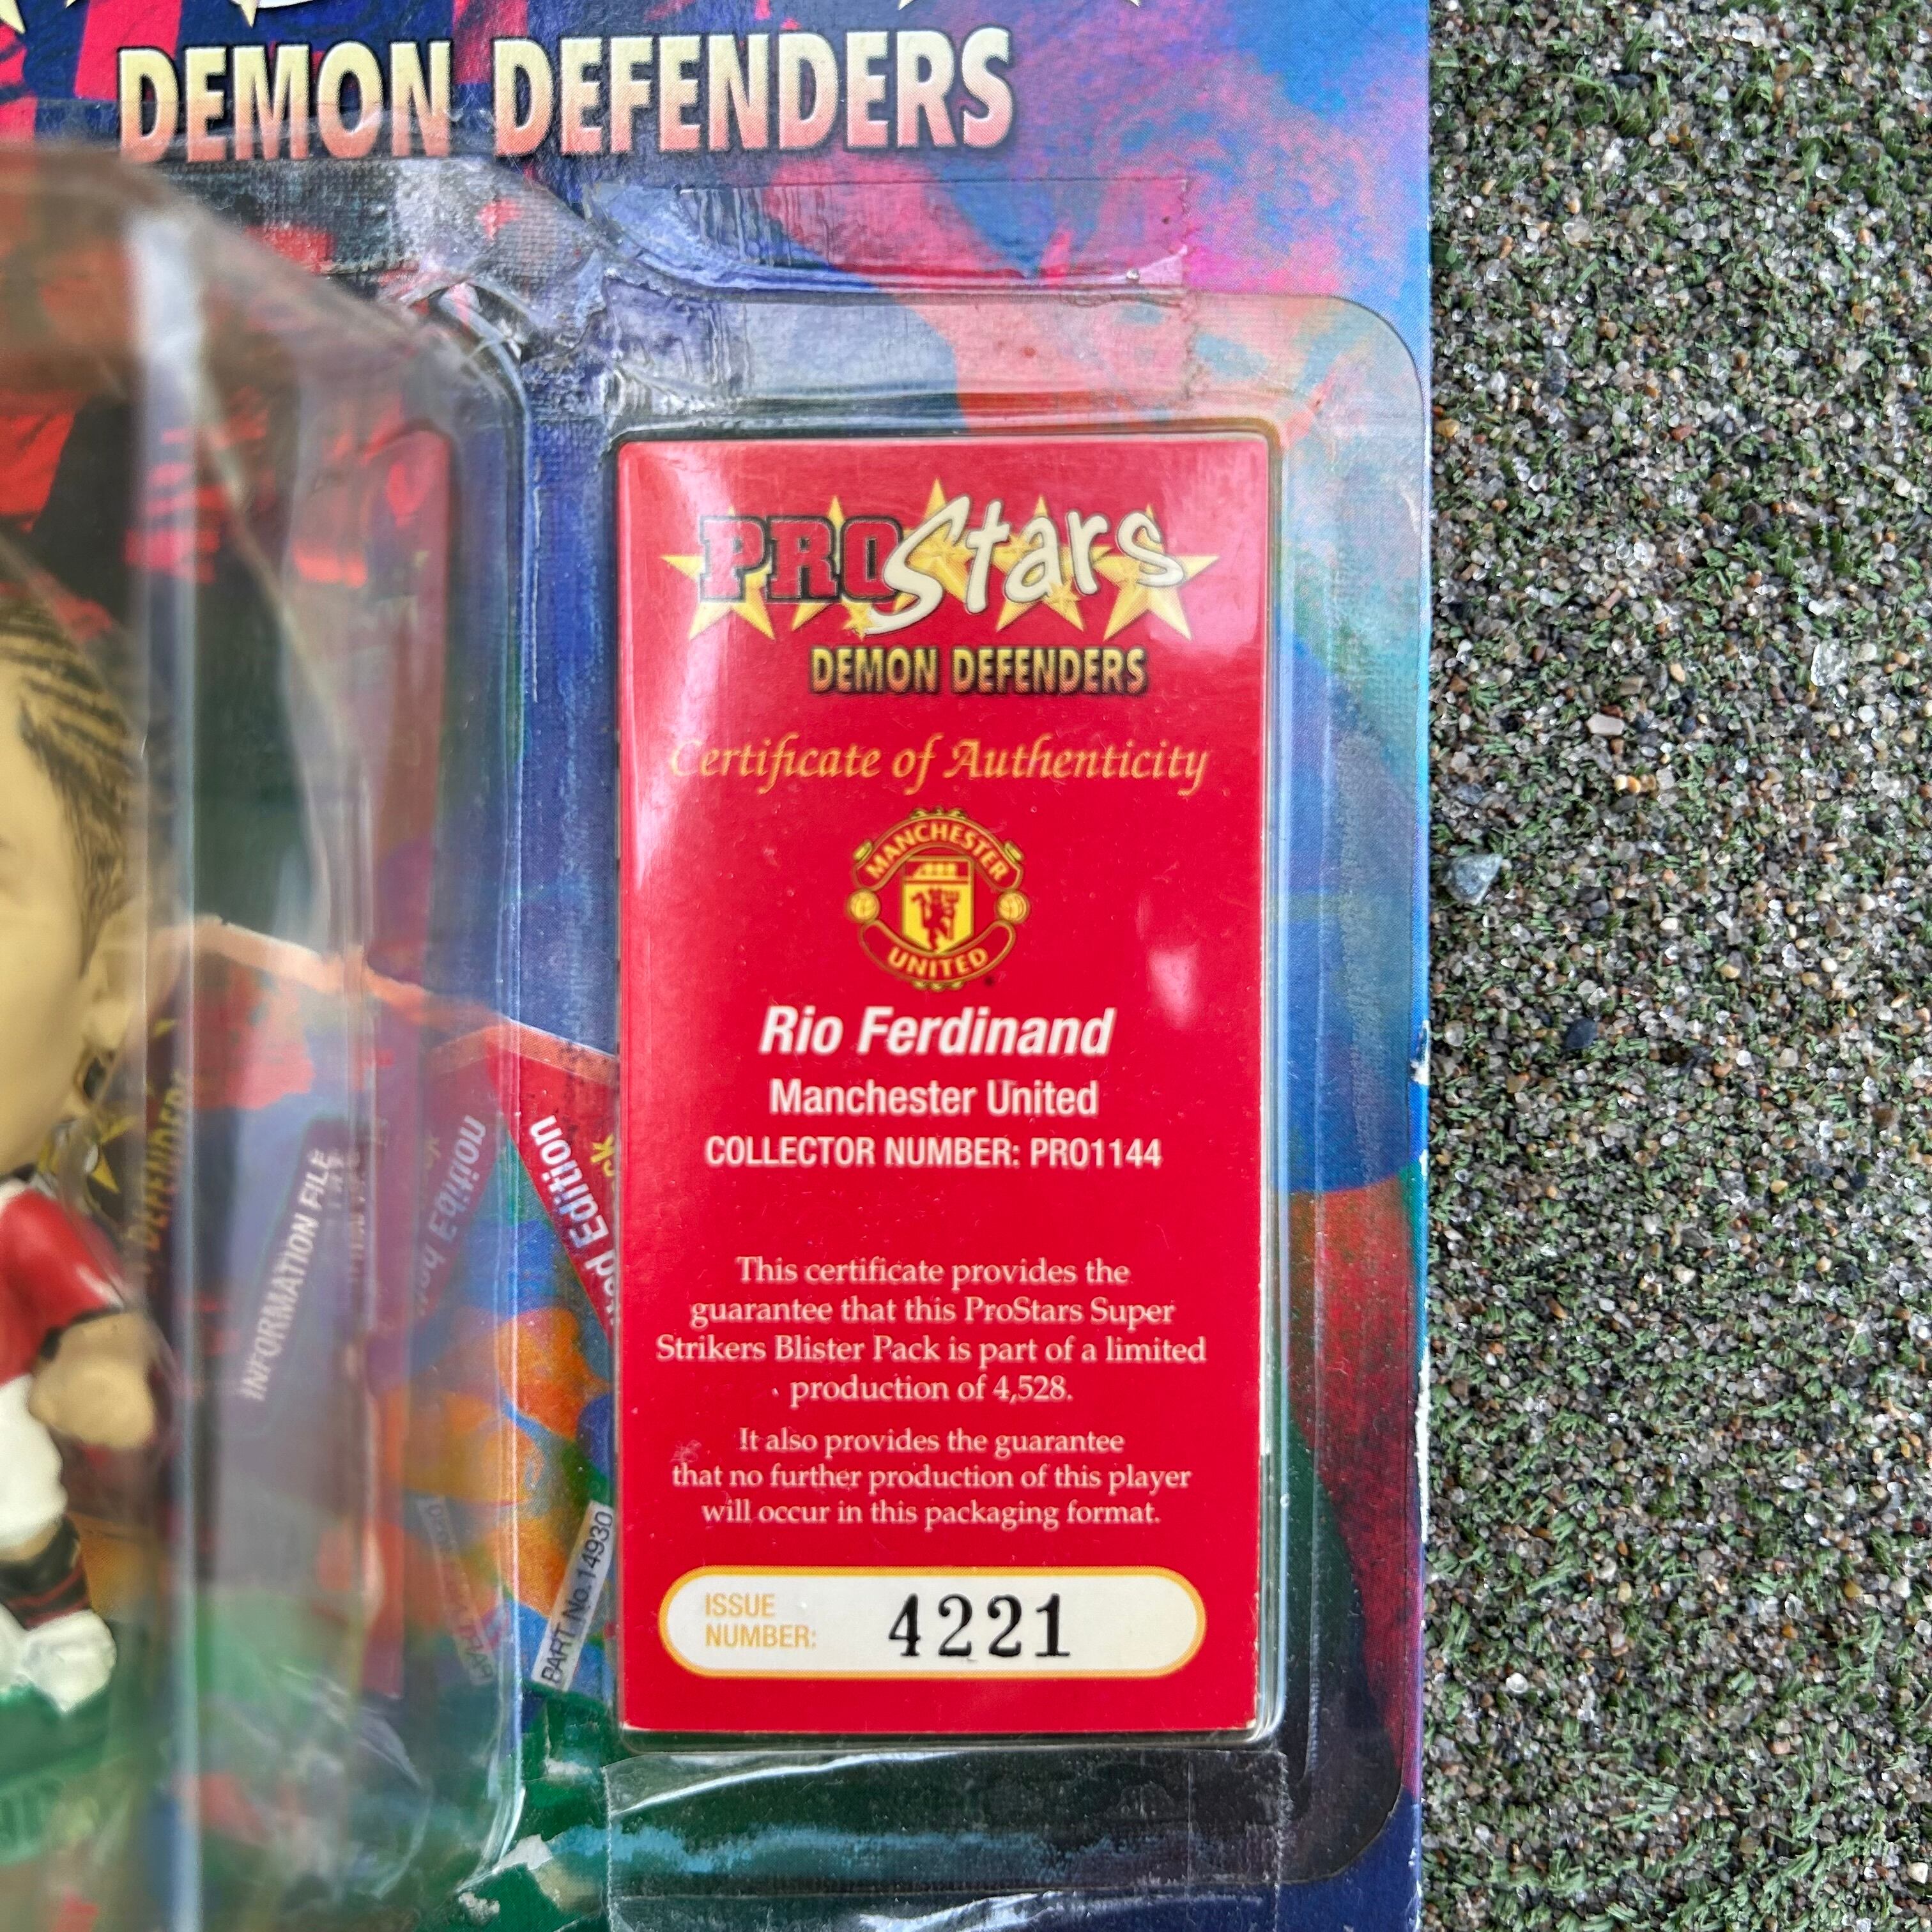 DEMON DEFENDERS
PROStars
DEMON DEFENDERS
Certificate of Authenticity
MANCHESTER
UNITED
Rio Ferdinand
Manchester United
COLLECTOR NUMBER: PRO1144
This certificate provides the
guarantee that this ProStars Super
Strikers Blister Pack is part of a limited
production of 4,528.
It also provides the guarantee
that no further production of this player
will occur in this packaging format.
ISSUE
NUMBER:
4221
Edition
INFORMATION FILE
PART No. 14930